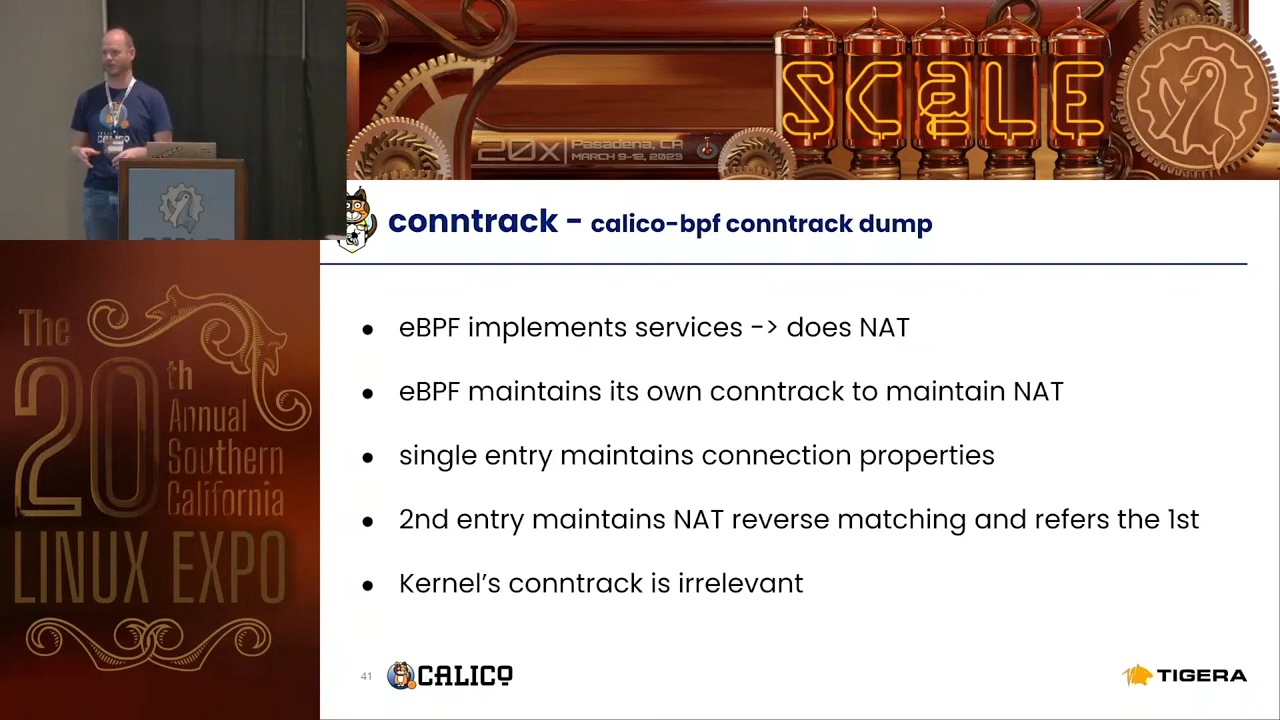 SCaLE
20x
Pasadena, CA
MARCH 9-12, 2023
CALICO
conntrack - calico-bpf conntrack dump
The
20th
Annual
Southern
California
LINUX EXPO
● eBPF implements services -> does NAT
● eBPF maintains its own conntrack to maintain NAT
● single entry maintains connection properties
● 2nd entry maintains NAT reverse matching and refers the 1st
● Kernel’s conntrack is irrelevant
41
CALICO
TIGERA